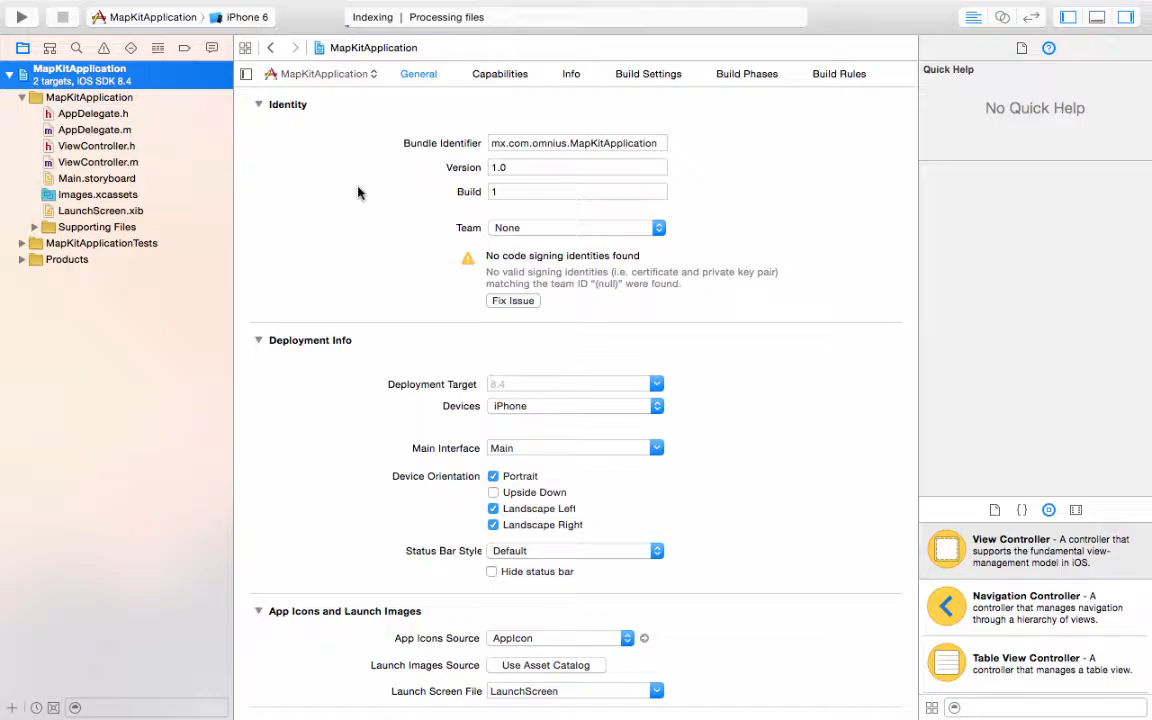 MapKitApplication
iPhone 6
Indexing | Processing files
MapKitApplication
2 targets, iOS SDK 8.4
MapKitApplication
AppDelegate.h
AppDelegate.m
ViewController.h
ViewController.m
Main.storyboard
Images.xcassets
LaunchScreen.xib
Supporting Files
MapKitApplicationTests
Products
MapKitApplication
MapKitApplication
General
Capabilities
Info
Build Settings
Build Phases
Build Rules
Identity
Bundle Identifier mx.com.omnius.MapKitApplication
Version 1.0
Build 1
Team None
No code signing identities found
No valid signing identities (i.e. certificate and private key pair)
matching the team ID "(null)" were found.
Fix Issue
Deployment Info
Deployment Target 8.4
Devices iPhone
Main Interface Main
Device Orientation Portrait
Upside Down
Landscape Left
Landscape Right
Status Bar Style Default
Hide status bar
App Icons and Launch Images
App Icons Source AppIcon
Launch Images Source Use Asset Catalog
Launch Screen File LaunchScreen
Quick Help
No Quick Help
View Controller - A controller that
supports the fundamental view-
management model in iOS.
Navigation Controller - A
controller that manages navigation
through a hierarchy of views.
Table View Controller - A
controller that manages a table view.